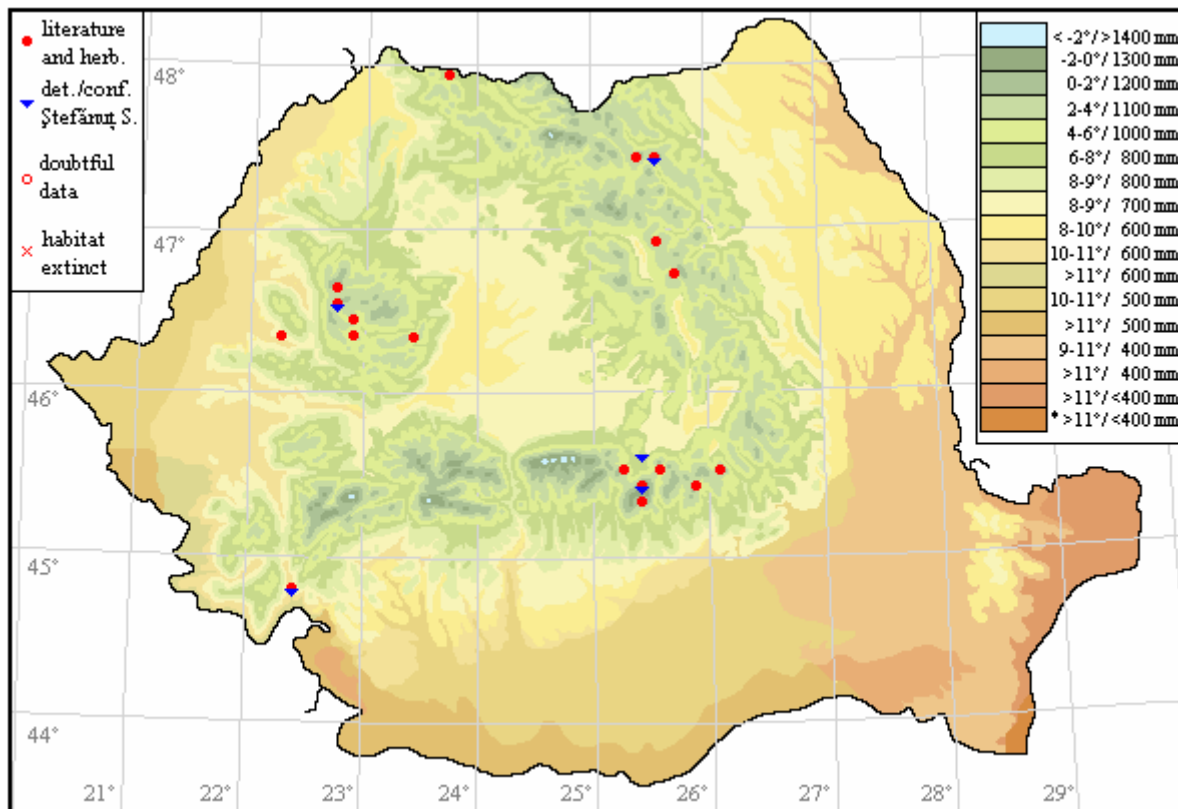 literature
and herb.
det./conf.
Ştefănuţ S.
doubtful
data
habitat
extinct
< -2°/>1400 mm
-2-0°/ 1300 mm
0-2°/ 1200 mm
2-4°/ 1100 mm
4-6°/ 1000 mm
6-8°/ 800 mm
8-9°/ 800 mm
8-9°/ 700 mm
8-10°/ 600 mm
10-11°/ 600 mm
>11°/ 600 mm
10-11°/ 500 mm
>11°/ 500 mm
9-11°/ 400 mm
>11°/ 400 mm
>11°/<400 mm
* >11°/<400 mm
48°
47°
46°
45°
44°
21°
22°
23°
24°
25°
26°
27°
28°
29°